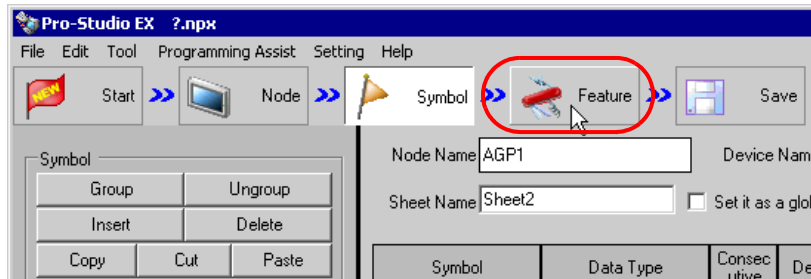 Pro-Studio EX ?.npx
File Edit Tool Programming Assist Setting Help
NEW Start Node Symbol Feature Save
Symbol
Group Ungroup
Insert Delete
Copy Cut Paste
Node Name AGP1 Device Nam
Sheet Name Sheet2 Set it as a glo
Symbol Data Type Consec
utive De